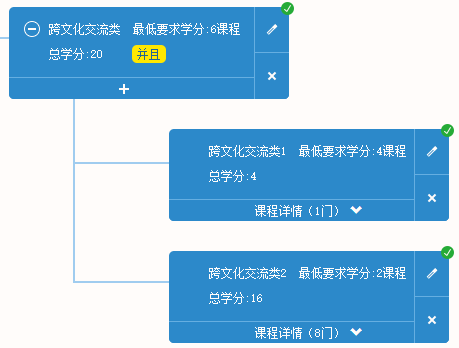 跨文化交流类 最低要求学分:6课程
总学分:20 并且
跨文化交流类1 最低要求学分:4课程
总学分:4
课程详情（1门）
跨文化交流类2 最低要求学分:2课程
总学分:16
课程详情（8门）